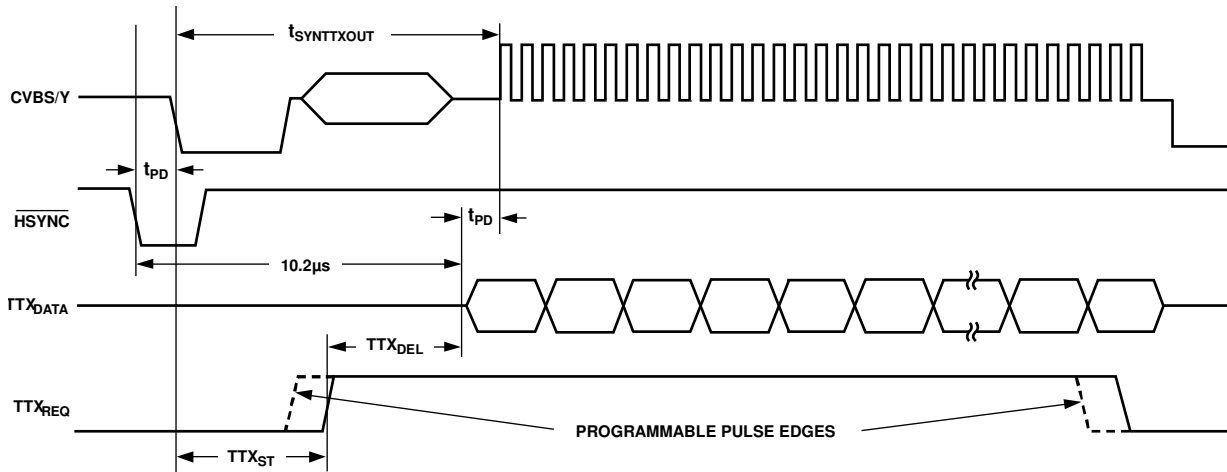 tSYNTTXOUT
CVBS/Y
tPD
HSYNC
tPD
10.2µs
TTXDATA
TTXDEL
TTXREQ
PROGRAMMABLE PULSE EDGES
TTXST